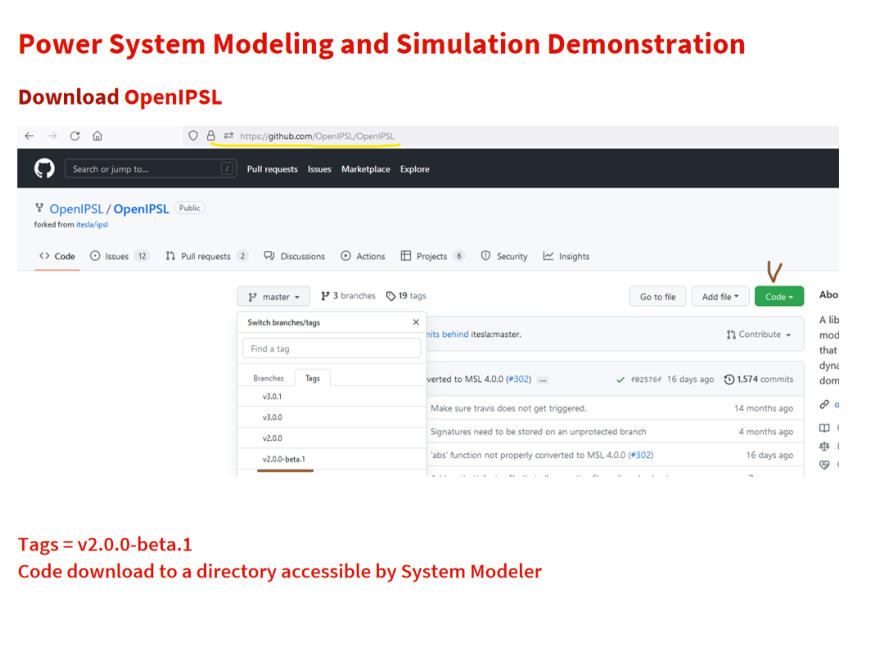 Power System Modeling and Simulation Demonstration
Download OpenIPSL
https://github.com/OpenIPSL/OpenIPSL
Search or jump to... /
Pull requests Issues Marketplace Explore
OpenIPSL / OpenIPSL Public
forked from itesla/ipsl
<> Code Issues 12 Pull requests 2 Discussions Actions Projects 6 Security Insights
master 3 branches 19 tags Go to file Add file Code
Abo
Switch branches/tags
A lib
mod
that
dyna
dom
Find a tag
mits behind itesla:master. Contribute
Branches Tags
verted to MSL 4.0.0 (#302) ... f02576f 16 days ago 1,574 commits
v3.0.1
Make sure travis does not get triggered. 14 months ago
v3.0.0
Signatures need to be stored on an unprotected branch 4 months ago
v2.0.0
'abs' function not properly converted to MSL 4.0.0 (#302) 16 days ago
v2.0.0-beta.1
Tags = v2.0.0-beta.1
Code download to a directory accessible by System Modeler